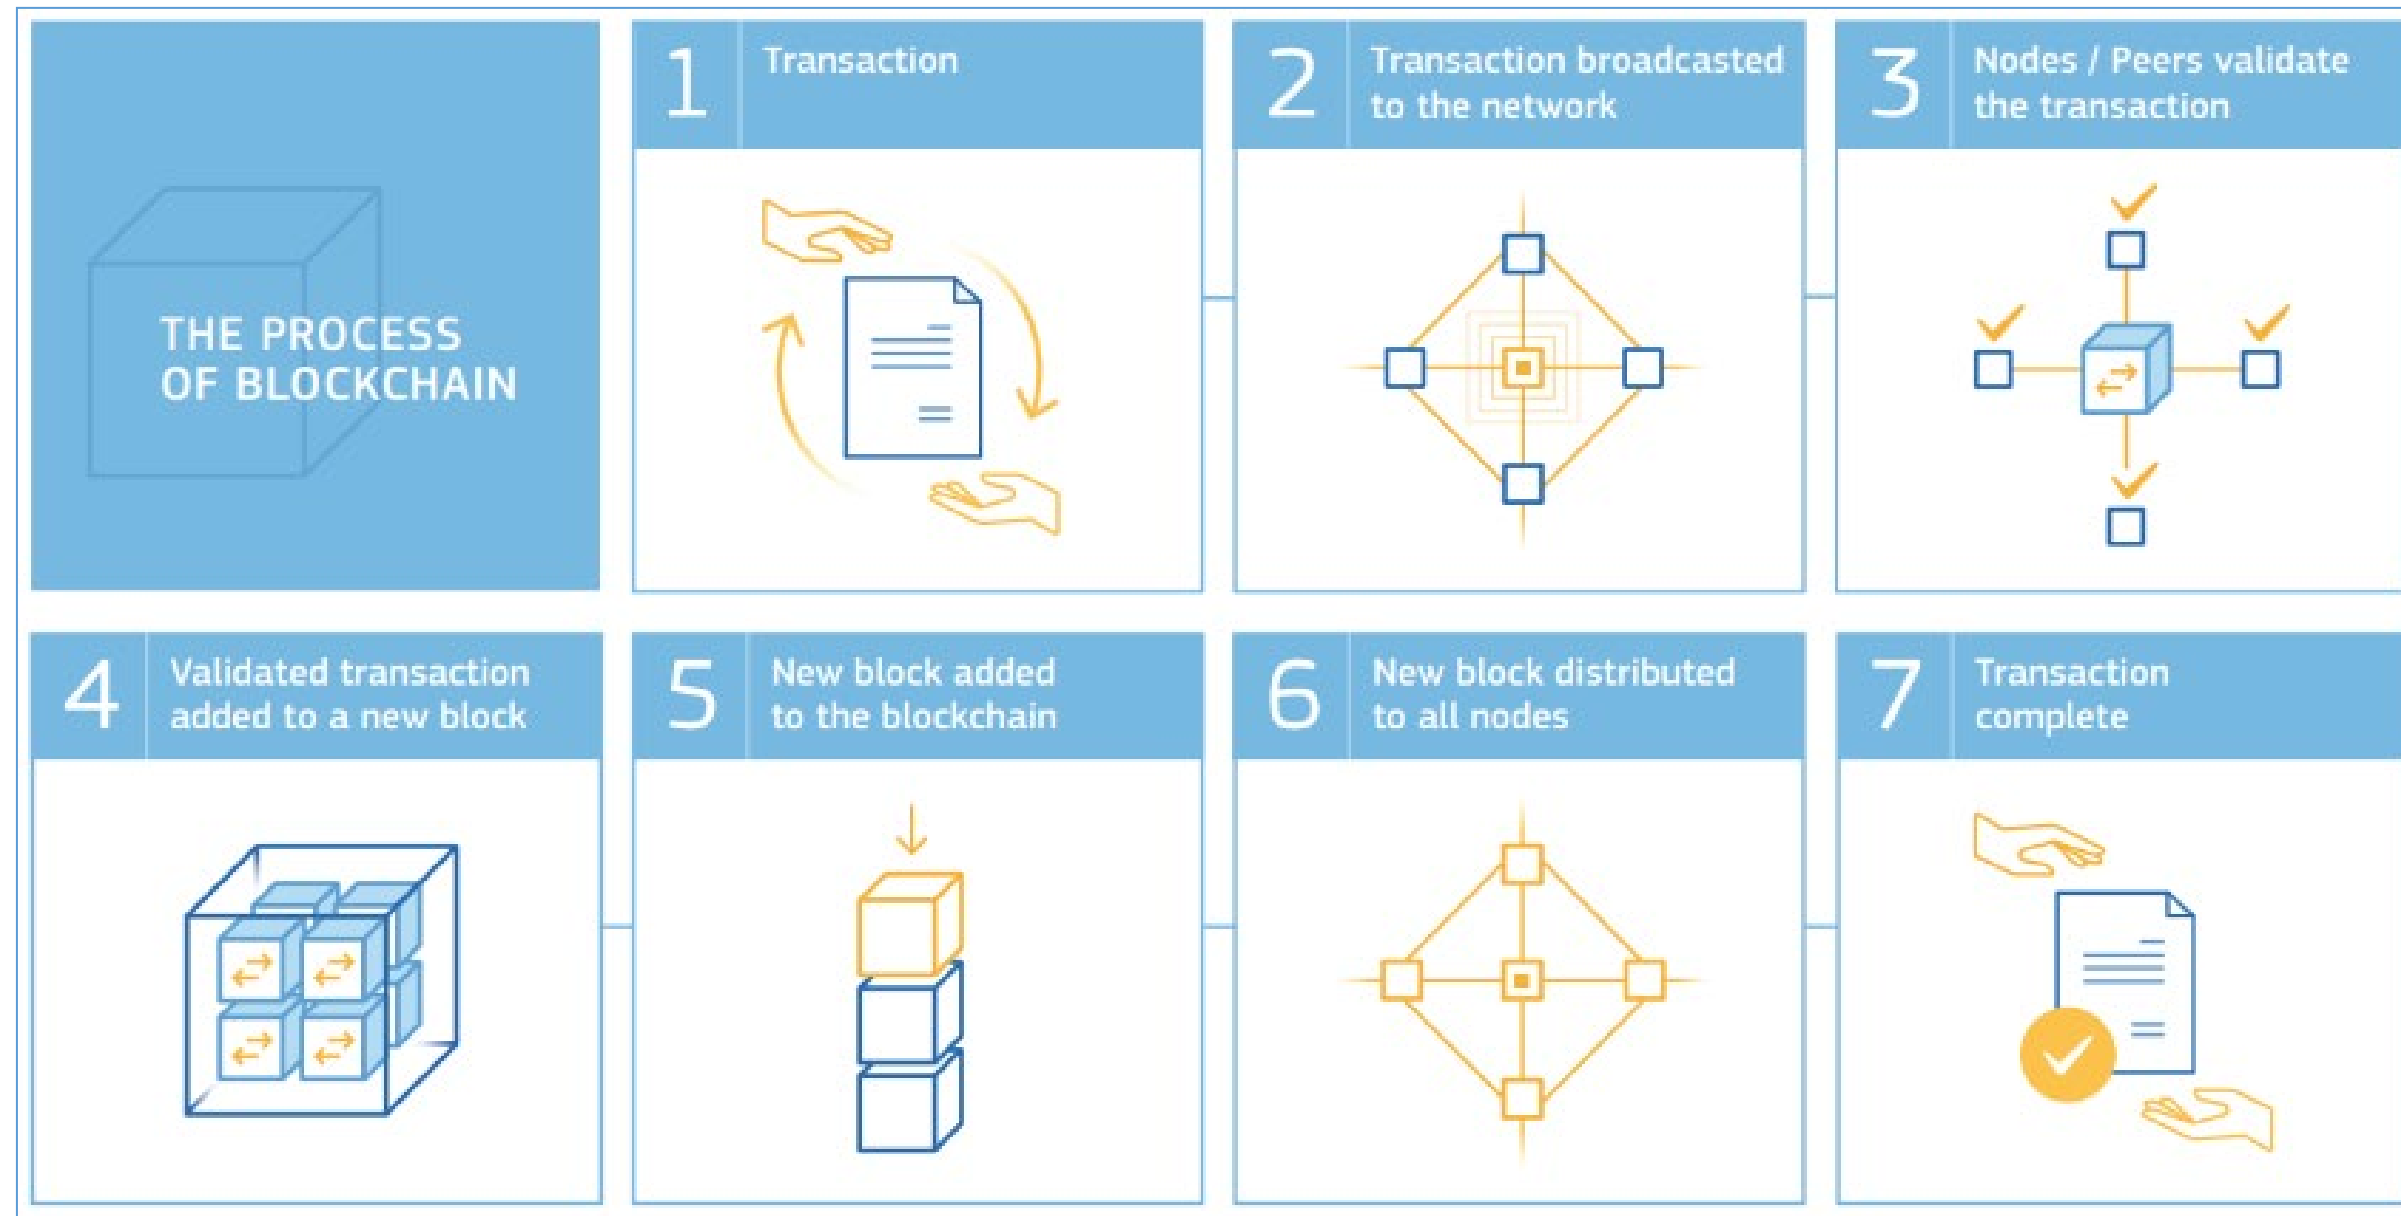 THE PROCESS
OF BLOCKCHAIN
1
Transaction
2
Transaction broadcasted
to the network
3
Nodes / Peers validate
the transaction
4
Validated transaction
added to a new block
5
New block added
to the blockchain
6
New block distributed
to all nodes
7
Transaction
complete